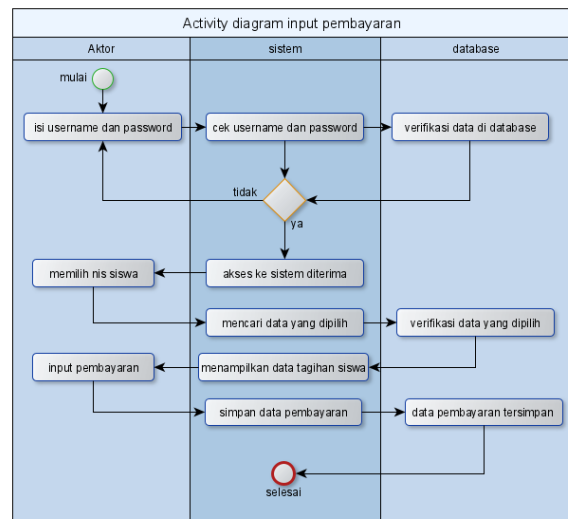 Activity diagram input pembayaran
Aktor
sistem
database
mulai
isi username dan password
cek username dan password
verifikasi data di database
tidak
ya
memilih nis siswa
akses ke sistem diterima
mencari data yang dipilih
verifikasi data yang dipilih
input pembayaran
menampilkan data tagihan siswa
simpan data pembayaran
data pembayaran tersimpan
selesai